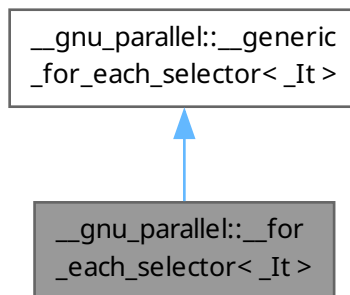 __gnu_parallel::__generic
_for_each_selector< _It >
__gnu_parallel::__for
_each_selector< _It >